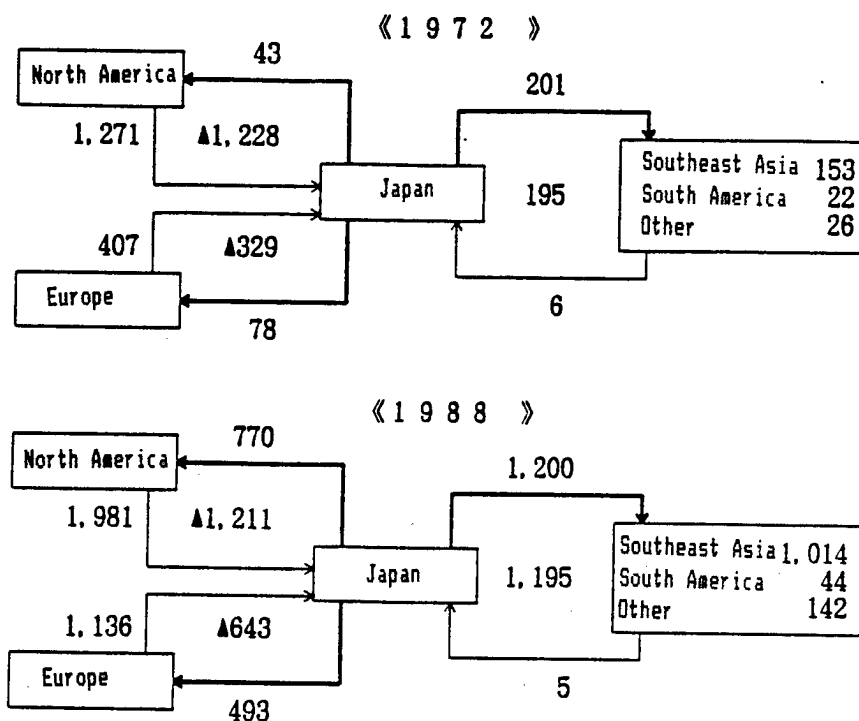 《1972》
43
North America
201
1,271
▲1,228
Southeast Asia 153
Japan
195
South America 22
407
▲329
Other 26
Europe
6
78
《1988》
770
North America
1,200
1,981
▲1,211
Southeast Asia 1,014
Japan
1,195
South America 44
1,136
▲643
Other 142
Europe
5
493